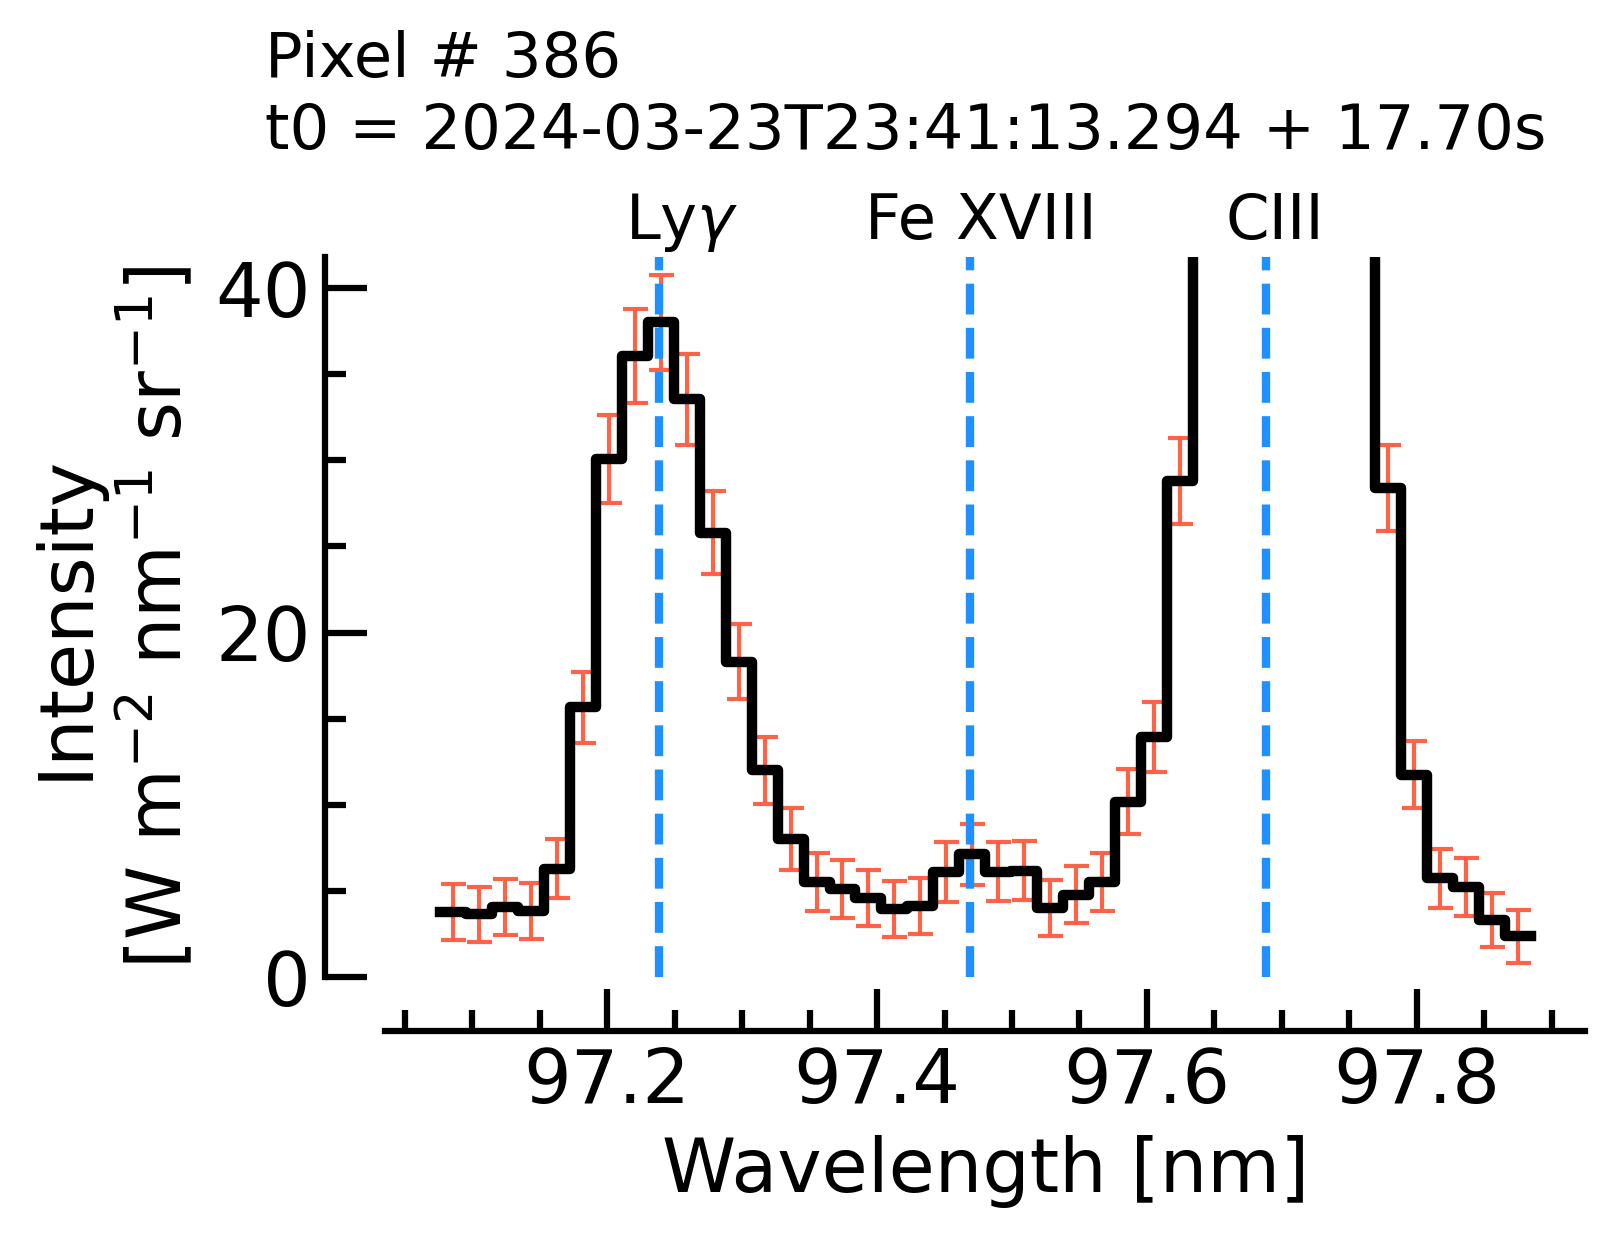 Pixel # 386
t0 = 2024-03-23T23:41:13.294 + 17.70s
Lyγ Fe XVIII CIII
Intensity
[W m⁻² nm⁻¹ sr⁻¹]
40
20
0
97.2 97.4 97.6 97.8
Wavelength [nm]